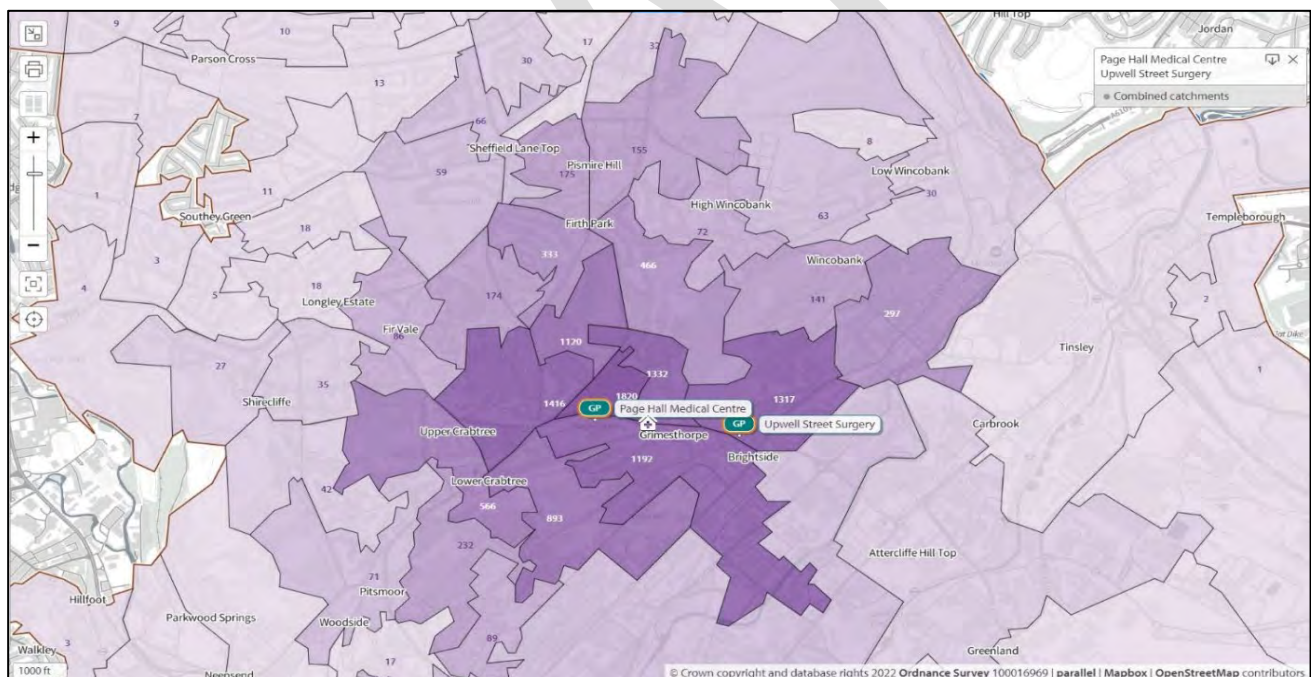 Hill Top
Jordan
9
10
17
32
Parson Cross
30
13
Page Hall Medical Centre
Upwell Street Surgery
Combined catchments
7
66
8
Sheffield Lane Top
155
Pismire Hill
59
175
Low Wincobank
1
11
30
High Wincobank
Southey Green
63
Templeborough
18
Firth Park
72
333
466
Wincobank
3
5
18
174
141
4
Longley Estate
297
1
2
Fir Vale
86
1120
Tinsley
27
35
1332
1
Shirecliffe
1416
1820
1317
GP
Page Hall Medical Centre
GP
Upwell Street Surgery
Carbrook
Upper Crabtree
Grimesthorpe
1192
Brightside
Lower Crabtree
42
566
893
232
Attercliffe Hill Top
71
Pitsmoor
Hillfoot
Parkwood Springs
Woodside
89
Walkley
3
17
Greenland
1000 ft
Neepsend
© Crown copyright and database rights 2022 Ordnance Survey 100016969 | parallel | Mapbox | OpenStreetMap contributors